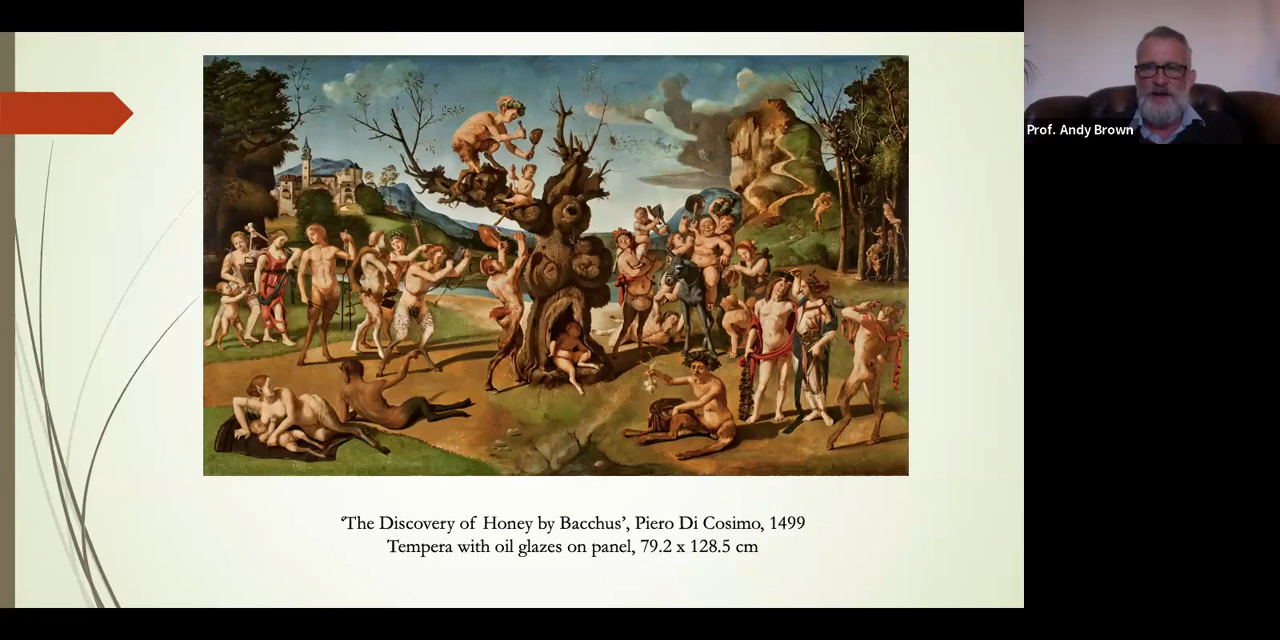 Prof. Andy Brown
‘The Discovery of Honey by Bacchus’, Piero Di Cosimo, 1499
Tempera with oil glazes on panel, 79.2 x 128.5 cm